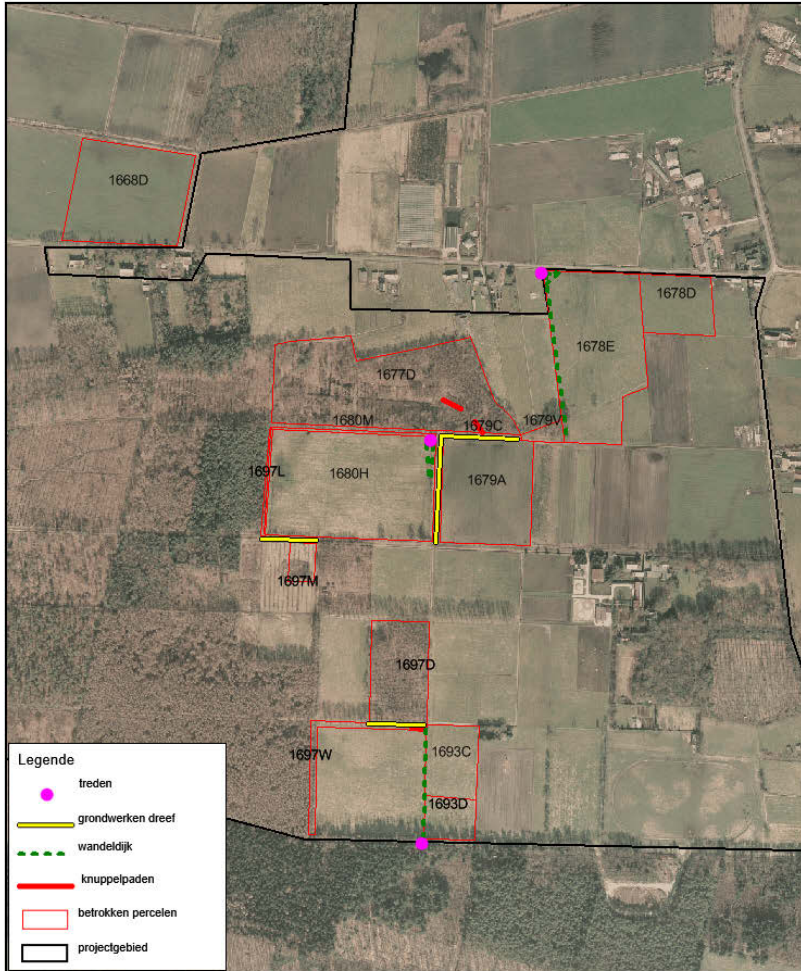 1668D
1678D
1678E
1677D
1680M
1679C
1679V
1697L
1680H
1679A
1697M
1697D
1697W
1693C
1693D
Legende
treden
grondwerken dreef
wandeldijk
knuppelpaden
betrokken percelen
projectgebied